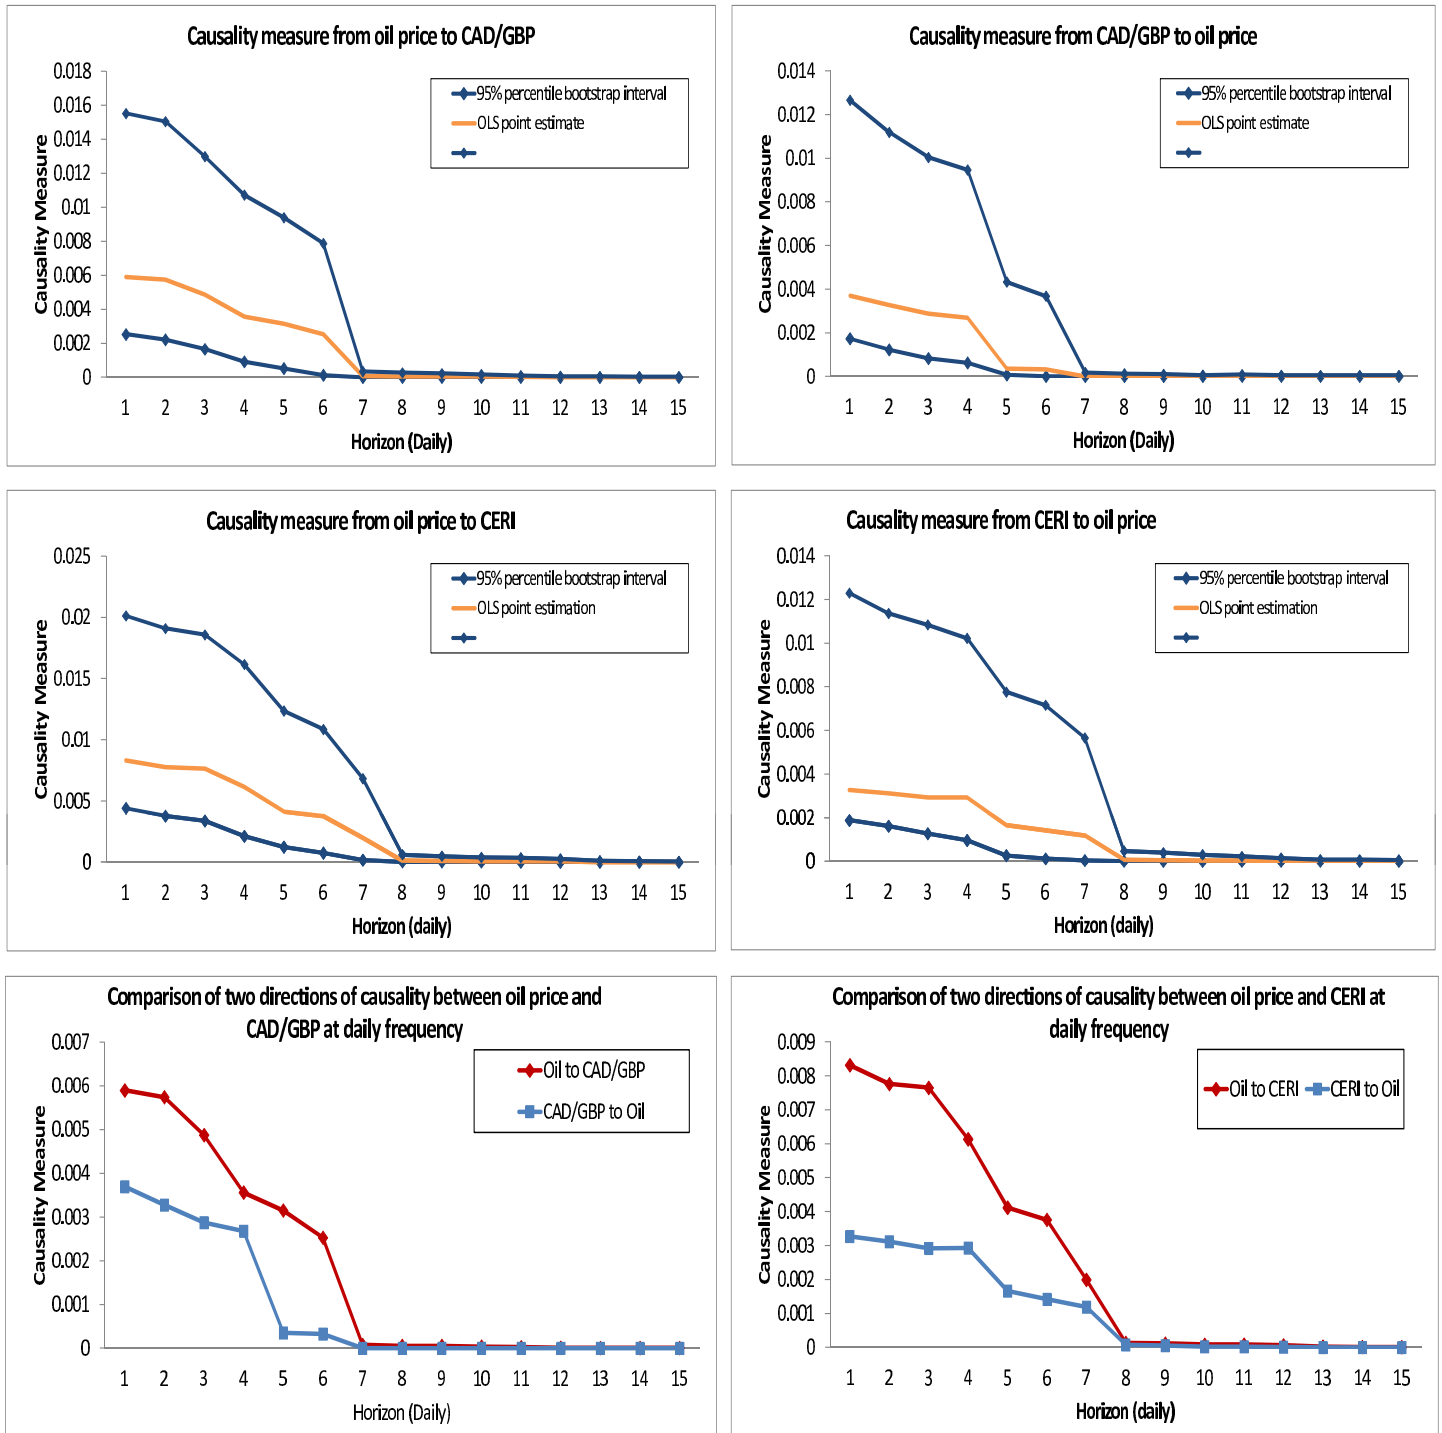 Causality measure from oil price to CAD/GBP
0.018
0.016
0.014
0.012
0.01
0.008
0.006
0.004
0.002
0
Causality Measure
95% percentile bootstrap interval
OLS point estimate
1 2 3 4 5 6 7 8 9 10 11 12 13 14 15
Horizon (Daily)
Causality measure from CAD/GBP to oil price
0.014
0.012
0.01
0.008
0.006
0.004
0.002
0
Causality Measure
95% percentile bootstrap interval
OLS point estimate
1 2 3 4 5 6 7 8 9 10 11 12 13 14 15
Horizon (Daily)
Causality measure from oil price to CERI
0.025
0.02
0.015
0.01
0.005
0
Causality Measure
95% percentile bootstrap interval
OLS point estimation
1 2 3 4 5 6 7 8 9 10 11 12 13 14 15
Horizon (daily)
Causality measure from CERI to oil price
0.014
0.012
0.01
0.008
0.006
0.004
0.002
0
Causality Measure
95% percentile bootstrap interval
OLS point estimation
1 2 3 4 5 6 7 8 9 10 11 12 13 14 15
Horizon (daily)
Comparison of two directions of causality between oil price and
CAD/GBP at daily frequency
0.007
0.006
0.005
0.004
0.003
0.002
0.001
0
Causality Measure
Oil to CAD/GBP
CAD/GBP to Oil
1 2 3 4 5 6 7 8 9 10 11 12 13 14 15
Horizon (Daily)
Comparison of two directions of causality between oil price and CERI at
daily frequency
0.009
0.008
0.007
0.006
0.005
0.004
0.003
0.002
0.001
0
Causality Measure
Oil to CERI CERI to Oil
1 2 3 4 5 6 7 8 9 10 11 12 13 14 15
Horizon (daily)